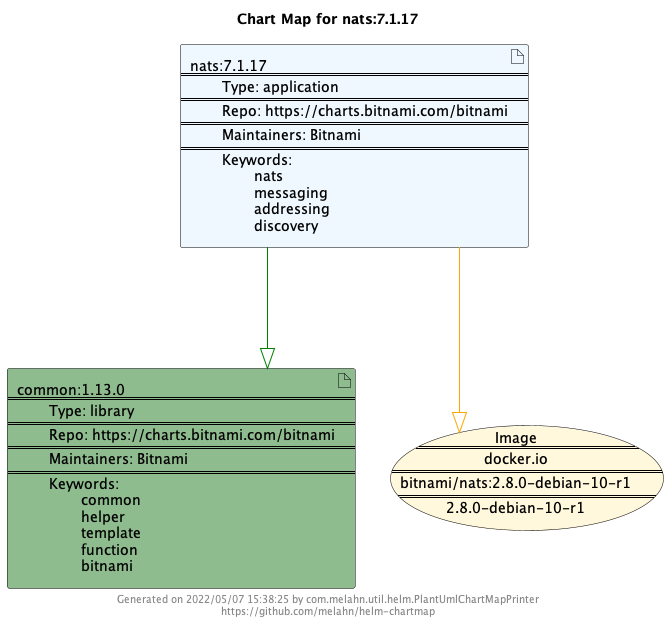 Chart Map for nats:7.1.17
nats:7.1.17
Type: application
Repo: https://charts.bitnami.com/bitnami
Maintainers: Bitnami
Keywords:
nats
messaging
addressing
discovery
common:1.13.0
Type: library
Repo: https://charts.bitnami.com/bitnami
Maintainers: Bitnami
Keywords:
common
helper
template
function
bitnami
Image
docker.io
bitnami/nats:2.8.0-debian-10-r1
2.8.0-debian-10-r1
Generated on 2022/05/07 15:38:25 by com.melahn.util.helm.PlantUmlChartMapPrinter
https://github.com/melahn/helm-chartmap